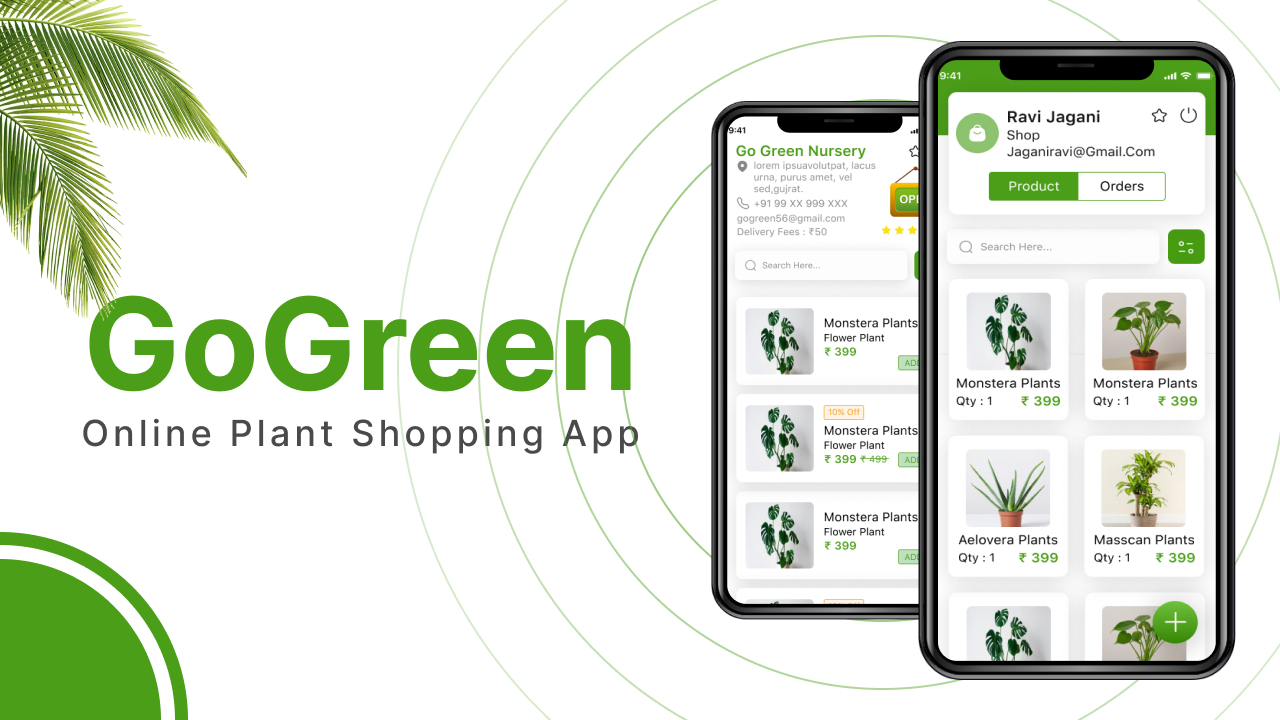 GoGreen
Online Plant Shopping App
9:41
Go Green Nursery
lorem ipsuavolutpat, lacus
urna, purus amet, vel
sed,gujrat.
+91 99 XX 999 XXX
gogreen56@gmail.com
Delivery Fees : ₹50
Search Here...
Monstera Plants
Flower Plant
₹ 399
10% Off
Monstera Plants
Flower Plant
₹ 399 ₹ 499
Monstera Plants
Flower Plant
₹ 399
9:41
Ravi Jagani
Shop
Jaganiravi@Gmail.Com
Product Orders
Search Here...
Monstera Plants
Qty : 1 ₹ 399
Monstera Plants
Qty : 1 ₹ 399
Aelovera Plants
Qty : 1 ₹ 399
Masscan Plants
Qty : 1 ₹ 399